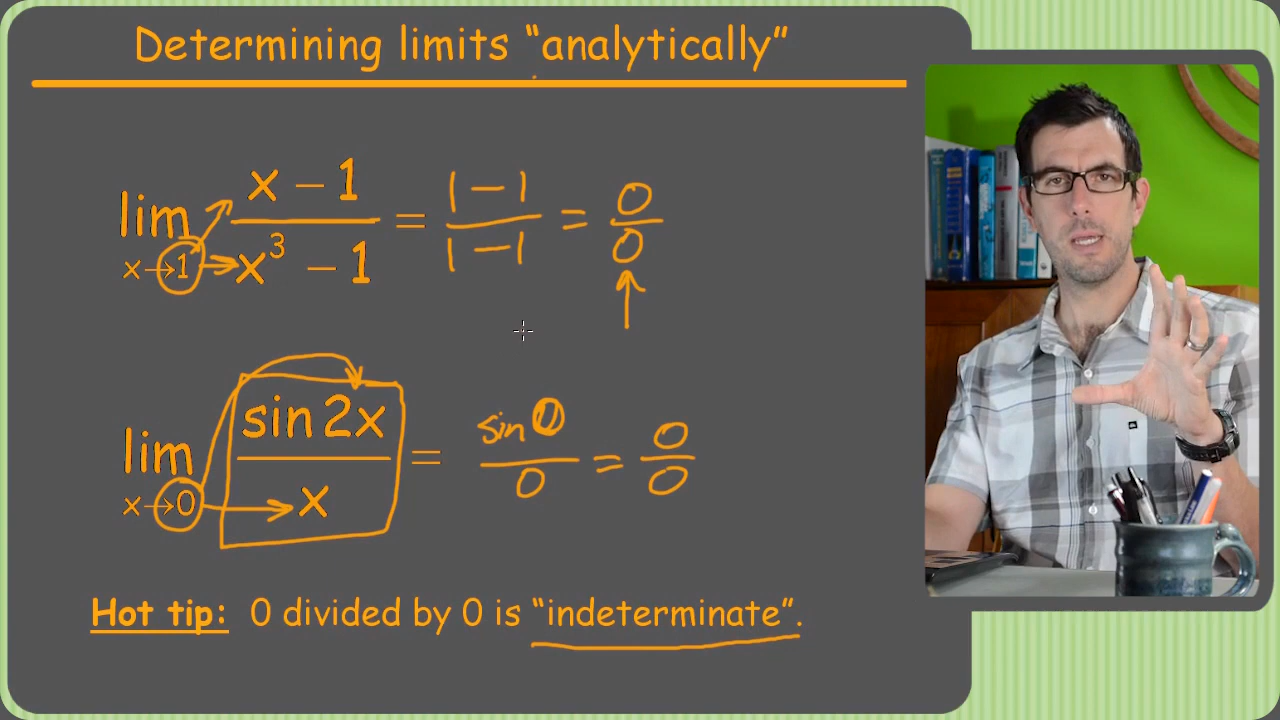 Determining limits “analytically”
lim x→1 (x − 1)/(x³ − 1) = (1 − 1)/(1 − 1) = 0/0
lim x→0 (sin 2x)/x = (sin 0)/0 = 0/0
Hot tip: 0 divided by 0 is “indeterminate”.